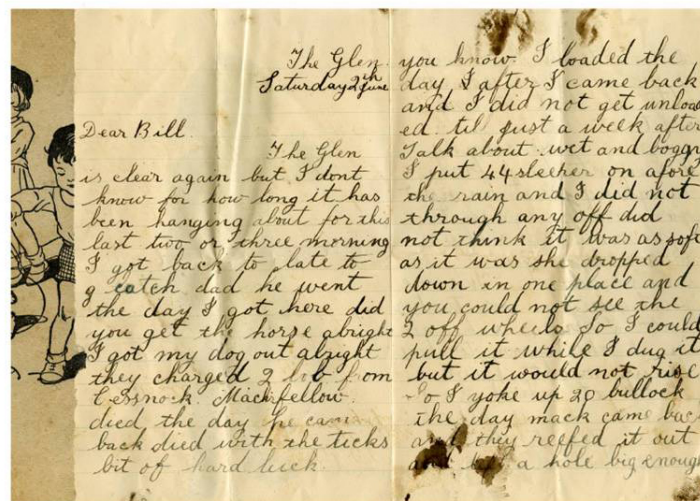 The Glen
Saturday 2th June
Dear Bill.
The Glen
is clear again but I dont
know for how long it has
been hanging about for this
last two or three morning
I got back to late to
catch dad he went
the day I got here did
you get the horse alright
I got my dog out alright
they charged 2 bob from
Cessnock. Mack fellow
died the day he came
back died with the ticks
bit of hard luck.
you know. I loaded the
day I after I came back
and I did not get unload
ed. til just a week after
Talk about wet and boggy
I put 44 sleeher on afore
the rain and I did not
through any off did
not think it was as soft
as it was she dropped
down in one place and
you could not see the
2 off wheels So I could
pull it while I dug it
but it would not rise
So I yoke up 20 bullock
the day mack came bac
and they reefed it out
and a hole big enough